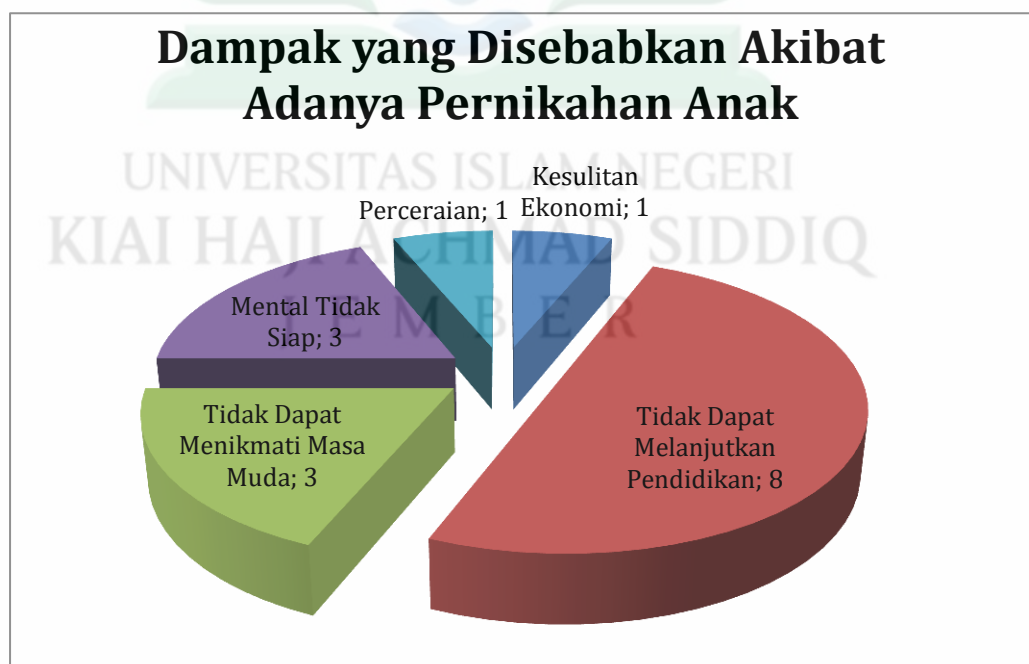 Dampak yang Disebabkan Akibat
Adanya Pernikahan Anak
UNIVERSITAS ISLAM NEGERI
KIAI HAJI ACHMAD SIDDIQ
JEMBER
Kesulitan
Ekonomi; 1
Perceraian; 1
Mental Tidak
Siap; 3
Tidak Dapat
Menikmati Masa
Muda; 3
Tidak Dapat
Melanjutkan
Pendidikan; 8